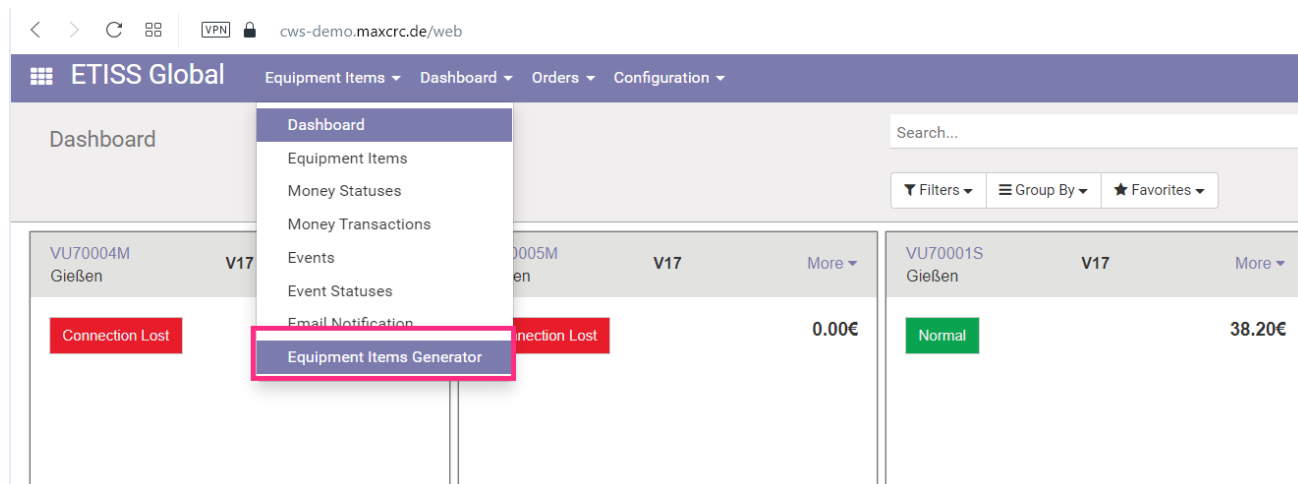 VPN cws-demo.maxcrc.de/web
ETISS Global Equipment Items Dashboard Orders Configuration
Dashboard
Search...
Filters Group By Favorites
Dashboard
Equipment Items
Money Statuses
Money Transactions
Events
Event Statuses
Email Notification
Equipment Items Generator
VU70004M
Gießen
V17
Connection Lost
0005M
en
V17
More
nection Lost
0.00€
VU70001S
Gießen
V17
More
Normal
38.20€